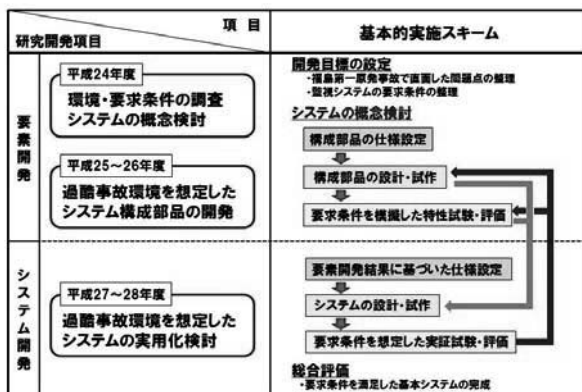 項 目
研究開発項目
基本的実施スキーム
要素開発
平成24年度
環境・要求条件の調査
システムの概念検討
平成25～26年度
過酷事故環境を想定した
システム構成部品の開発
開発目標の設定
・福島第一原発事故で直面した問題点の整理
・監視システムの要求条件の整理
システムの概念検討
構成部品の仕様設定
構成部品の設計・試作
要求条件を模擬した特性試験・評価
システム開発
平成27～28年度
過酷事故環境を想定した
システムの実用化検討
要素開発結果に基づいた仕様設定
システムの設計・試作
要求条件を想定した実証試験・評価
総合評価
・要求条件を満足した基本システムの完成